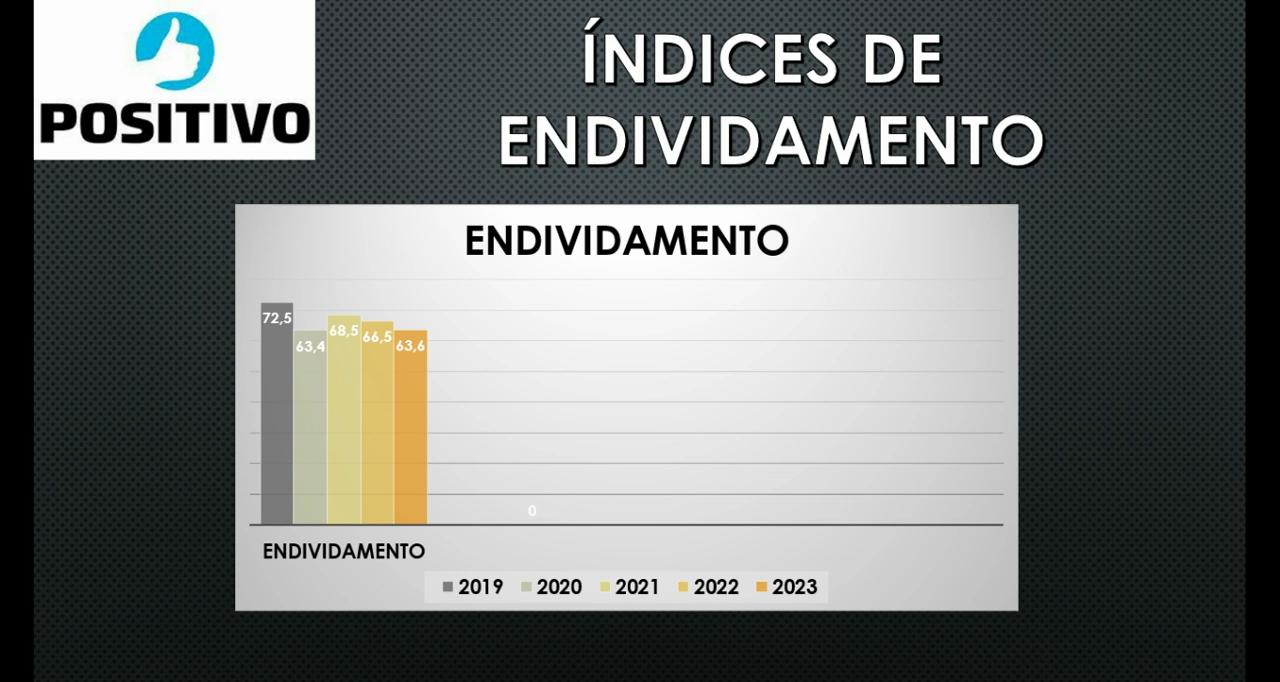 POSITIVO
ÍNDICES DE
ENDIVIDAMENTO
ENDIVIDAMENTO
72,5
63,4
68,5
66,5
63,6
0
ENDIVIDAMENTO
2019 2020 2021 2022 2023